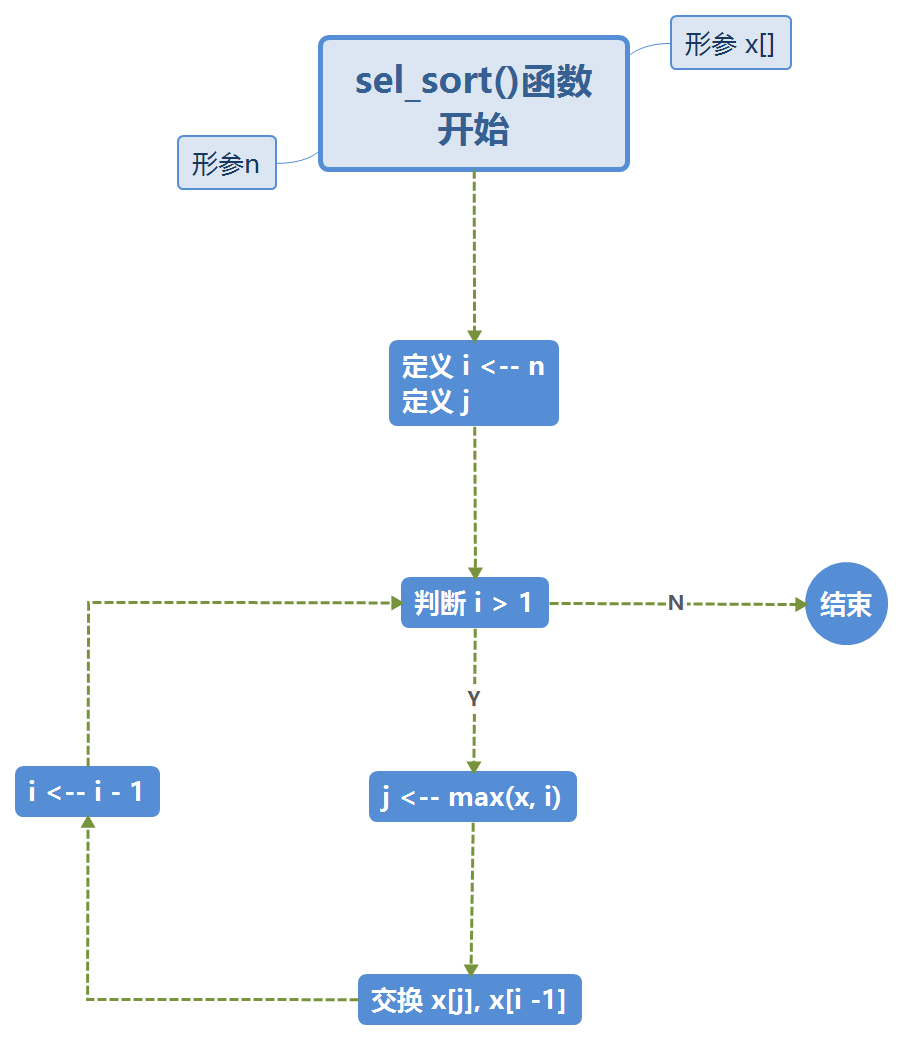 形参 x[]
sel_sort()函数
开始
形参n
定义 i <-- n
定义 j
判断 i > 1
N
结束
Y
i <-- i - 1
j <-- max(x, i)
交换 x[j], x[i -1]